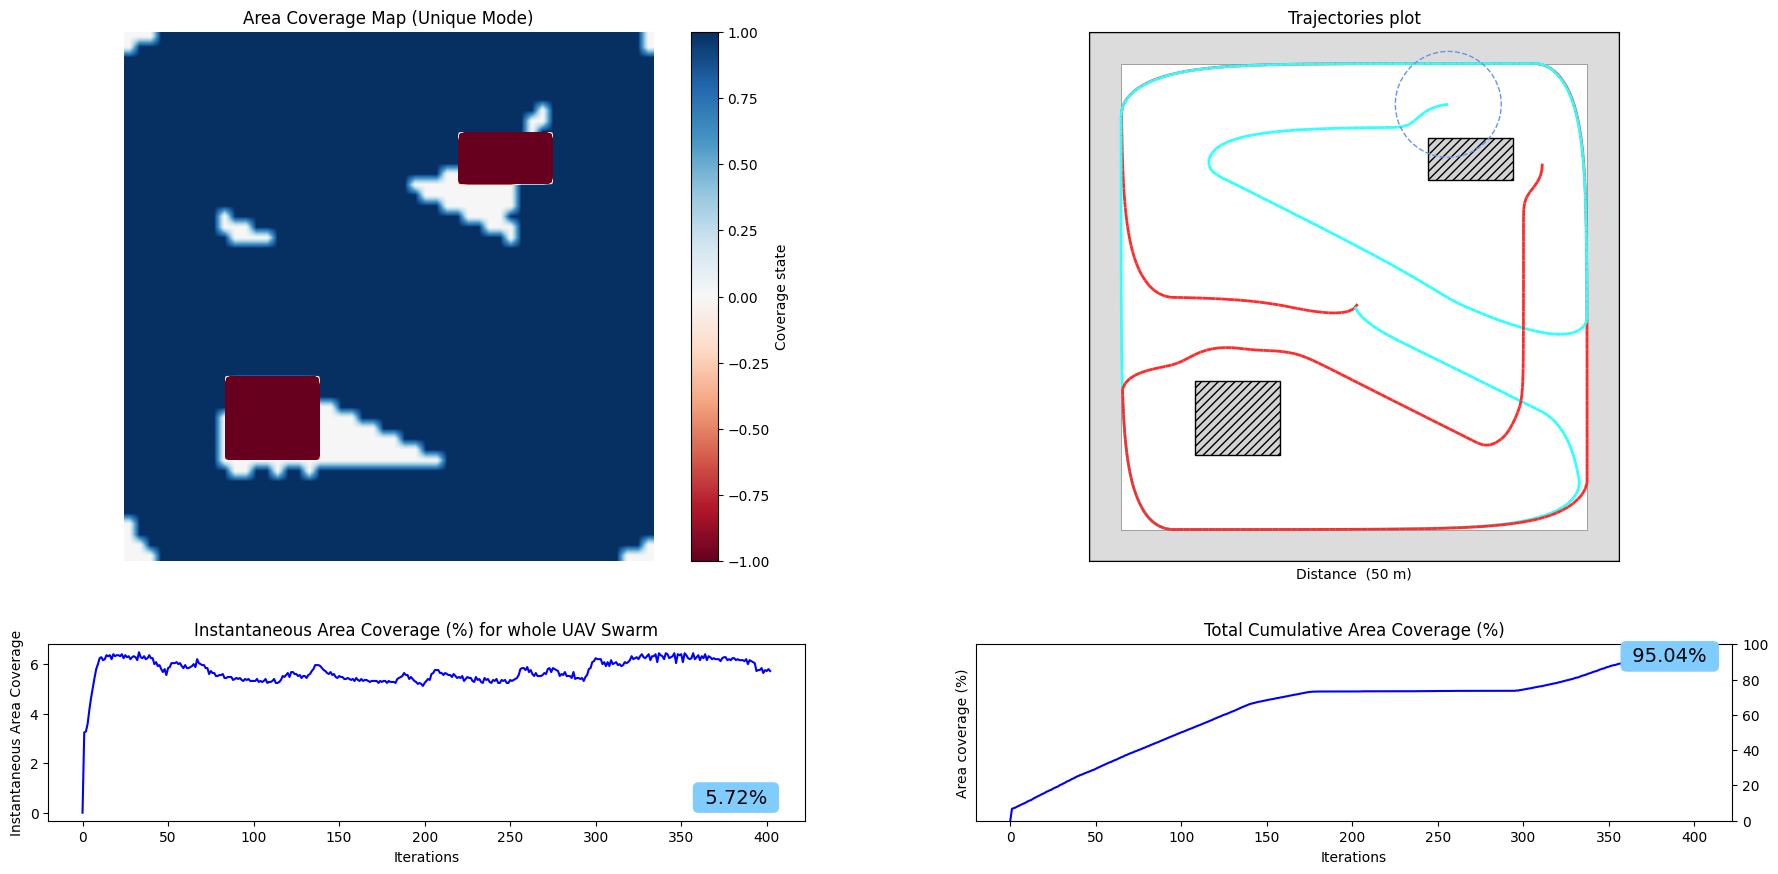 Area Coverage Map (Unique Mode)
1.00
0.75
0.50
0.25
0.00
−0.25
−0.50
−0.75
−1.00
Coverage state
Trajectories plot
Distance  (50 m)
Instantaneous Area Coverage (%) for whole UAV Swarm
Instantaneous Area Coverage
6
4
2
0
5.72%
0 50 100 150 200 250 300 350 400
Iterations
Total Cumulative Area Coverage (%)
Area coverage (%)
95.04%
100
80
60
40
20
0
0 50 100 150 200 250 300 350 400
Iterations